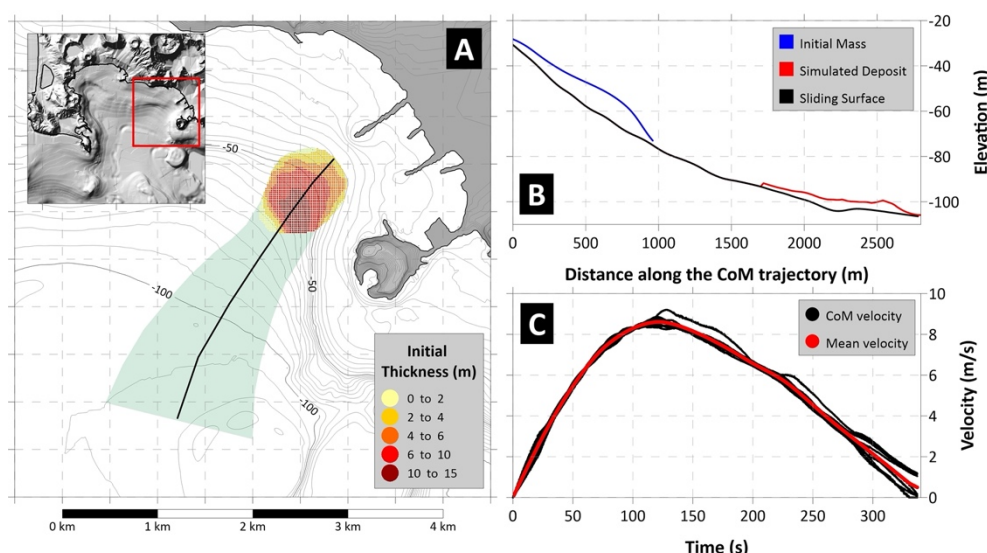 A
-50
-100
-50
-100
Initial
Thickness (m)
0 to 2
2 to 4
4 to 6
6 to 10
10 to 15
0 km
1 km
2 km
3 km
4 km
B
Initial Mass
Simulated Deposit
Sliding Surface
-20
-40
-60
-80
-100
Elevation (m)
0
500
1000
1500
2000
2500
Distance along the CoM trajectory (m)
C
CoM velocity
Mean velocity
10
8
6
4
2
0
Velocity (m/s)
0
50
100
150
200
250
300
Time (s)